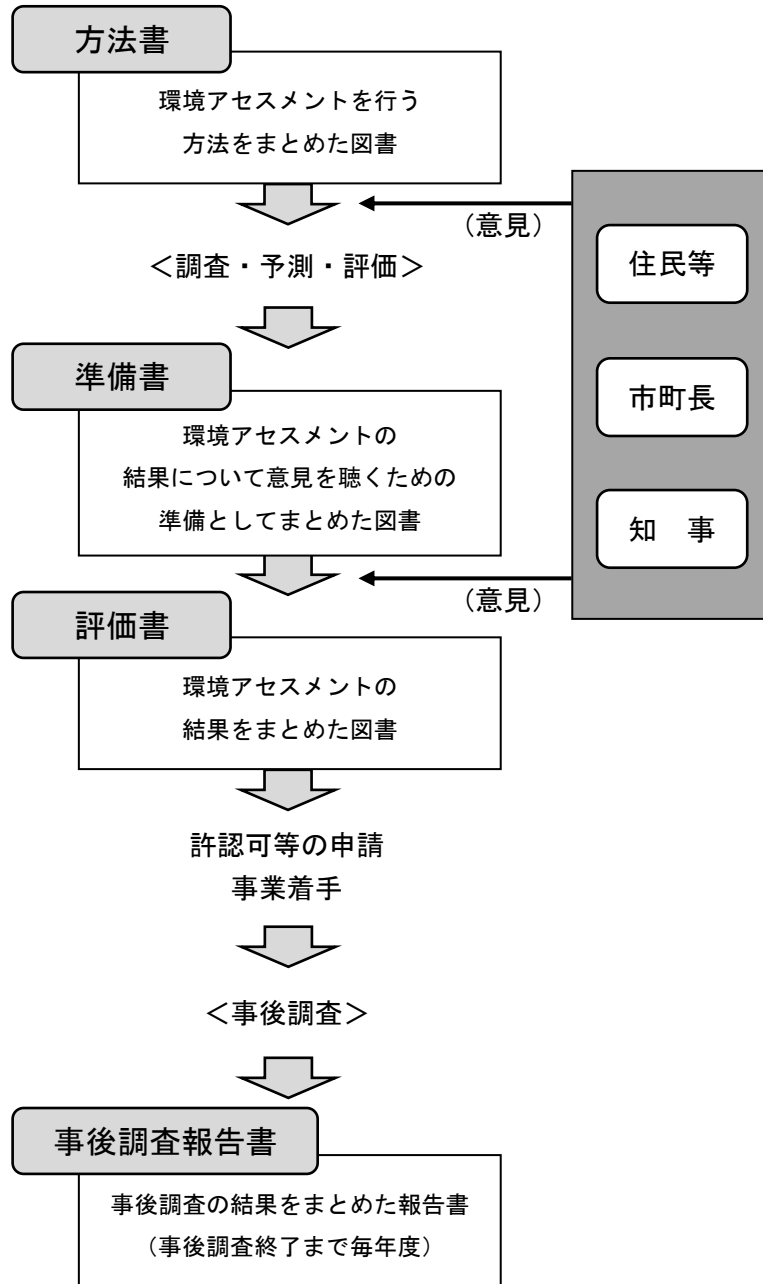 方法書
環境アセスメントを行う
方法をまとめた図書
（意見）
住民等
＜調査・予測・評価＞
準備書
市町長
環境アセスメントの
結果について意見を聴くための
準備としてまとめた図書
知　事
（意見）
評価書
環境アセスメントの
結果をまとめた図書
許認可等の申請
事業着手
＜事後調査＞
事後調査報告書
事後調査の結果をまとめた報告書
（事後調査終了まで毎年度）